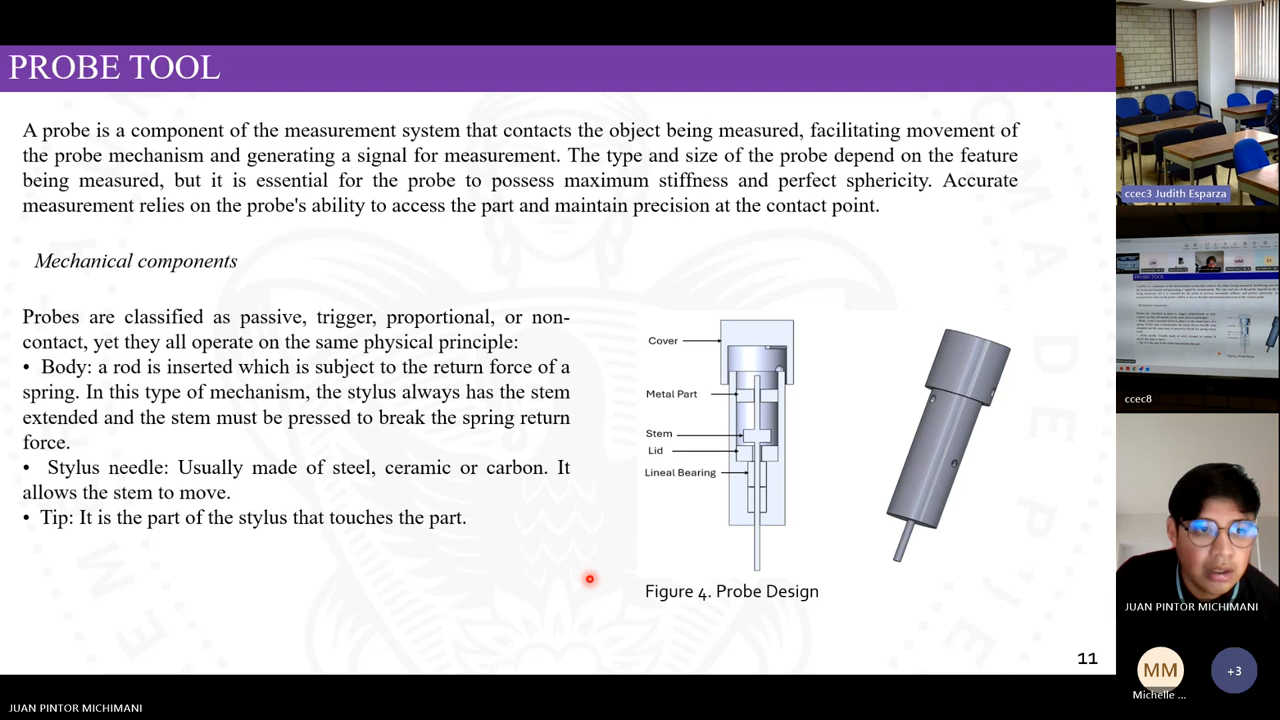 PROBE TOOL
A probe is a component of the measurement system that contacts the object being measured, facilitating movement of
the probe mechanism and generating a signal for measurement. The type and size of the probe depend on the feature
being measured, but it is essential for the probe to possess maximum stiffness and perfect sphericity. Accurate
measurement relies on the probe's ability to access the part and maintain precision at the contact point.
Mechanical components
Probes are classified as passive, trigger, proportional, or non-
contact, yet they all operate on the same physical principle:
• Body: a rod is inserted which is subject to the return force of a
spring. In this type of mechanism, the stylus always has the stem
extended and the stem must be pressed to break the spring return
force.
• Stylus needle: Usually made of steel, ceramic or carbon. It
allows the stem to move.
• Tip: It is the part of the stylus that touches the part.
Cover
Metal Part
Stem
Lid
Lineal Bearing
Figure 4. Probe Design
11
JUAN PINTOR MICHIMANI
ccec3 Judith Esparza
PROBE TOOL
ccec8
JUAN PINTOR MICHIMANI
MM
+3
Michelle ...